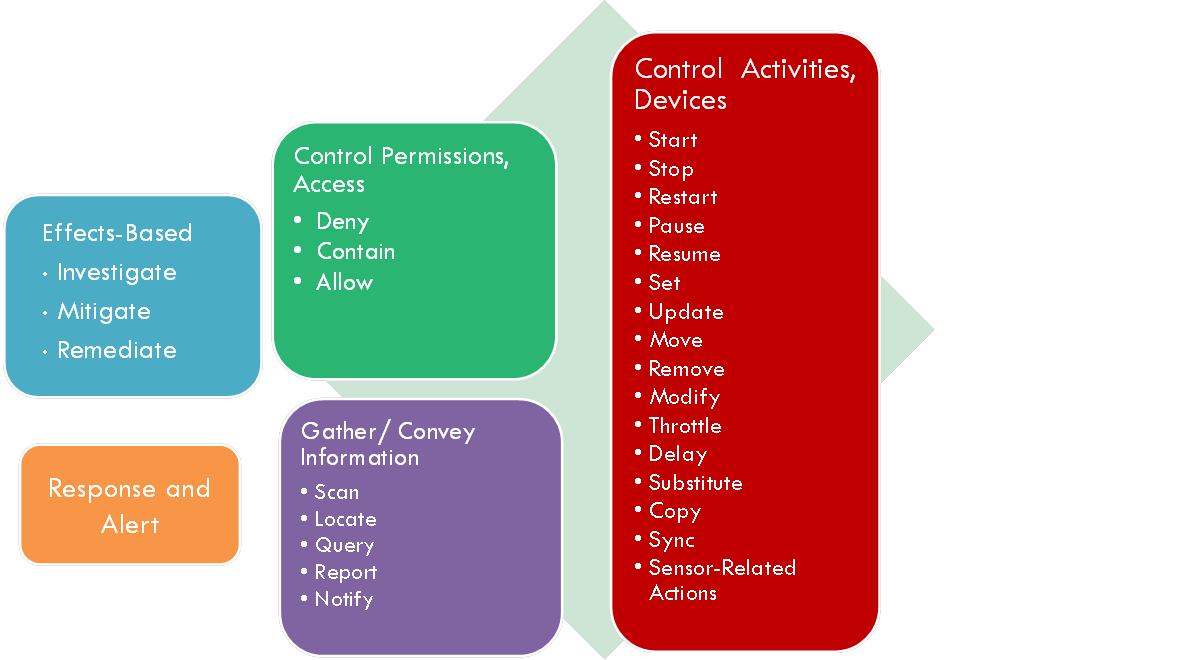 Effects-Based
• Investigate
• Mitigate
• Remediate
Response and
Alert
Control Permissions,
Access
• Deny
• Contain
• Allow
Gather/ Convey
Information
• Scan
• Locate
• Query
• Report
• Notify
Control Activities,
Devices
• Start
• Stop
• Restart
• Pause
• Resume
• Set
• Update
• Move
• Remove
• Modify
• Throttle
• Delay
• Substitute
• Copy
• Sync
• Sensor-Related
Actions